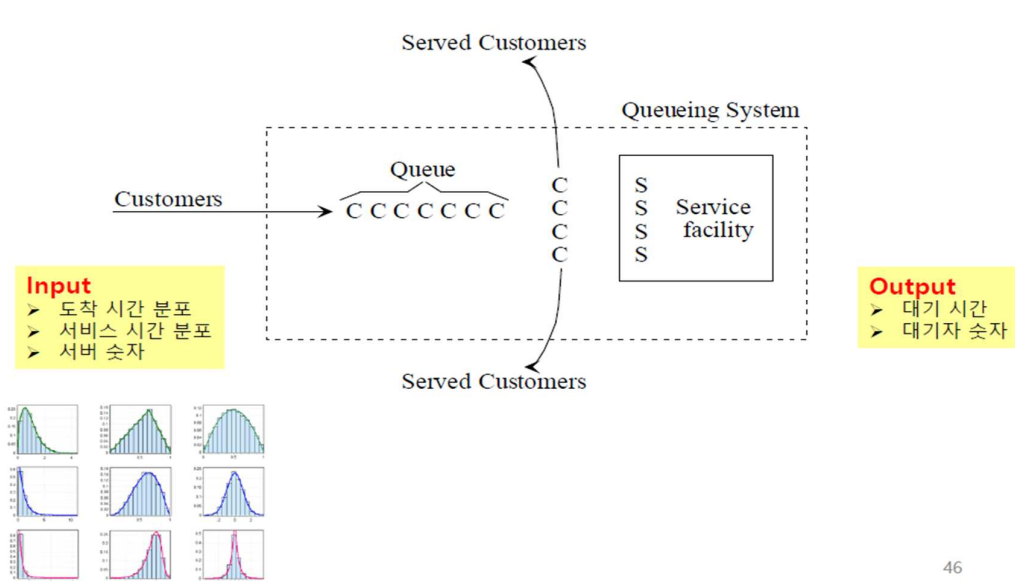 Served Customers
Queueing System
Queue
Customers
C C C C C C C
C
C
C
C
S
S
S
S
Service
facility
Input
➢ 도착 시간 분포
➢ 서비스 시간 분포
➢ 서버 숫자
Output
➢ 대기 시간
➢ 대기자 숫자
Served Customers
46